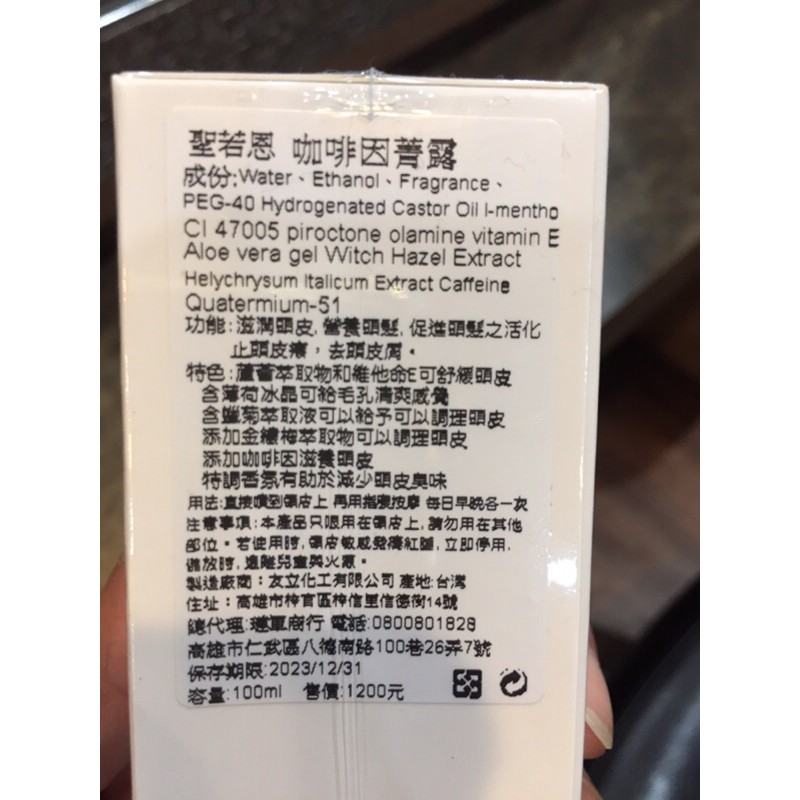 聖若恩 咖啡因菁露
成份:Water、Ethanol、Fragrance、
PEG-40 Hydrogenated Castor Oil l-mentho
CI 47005 piroctone olamine vitamin E
Aloe vera gel Witch Hazel Extract
Helychrysum Italicum Extract Caffeine
Quatermium-51
功能:滋潤頭皮,營養頭髮,促進頭髮之活化
止頭皮癢，去頭皮屑。
特色:蘆薈萃取物和維他命E可舒緩頭皮
含薄荷冰晶可給毛孔清爽感覺
含蠟菊萃取液可以給予可以調理頭皮
添加金縷梅萃取物可以調理頭皮
添加咖啡因滋養頭皮
特調香氛有助於減少頭皮臭味
用法:直接噴到頭皮上 再用指腹按摩 每日早晚各一次
注意事項:本產品只限用在頭皮上,請勿用在其他
部位。若使用時,頭皮敏感發癢紅腫,立即停用.
儲放時,遠離兒童與火源。
製造廠商：友立化工有限公司 產地:台灣
住址：高雄市梓官區梓信里信德街14號
總代理:璉軍商行 電話:0800801828
高雄市仁武區八德南路100巷26弄7號
保存期限:2023/12/31
容量:100ml 售價:1200元